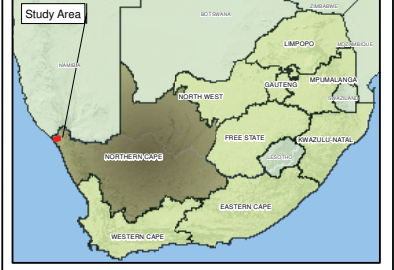 Study Area
ZIMBABWE
BOTSWANA
LIMPOPO
MOZAMBIQUE
NAMIBIA
MPUMALANGA
GAUTENG
NORTH WEST
SWAZILAND
FREE STATE
KWAZULU-NATAL
LESOTHO
NORTHERN CAPE
EASTERN CAPE
WESTERN CAPE